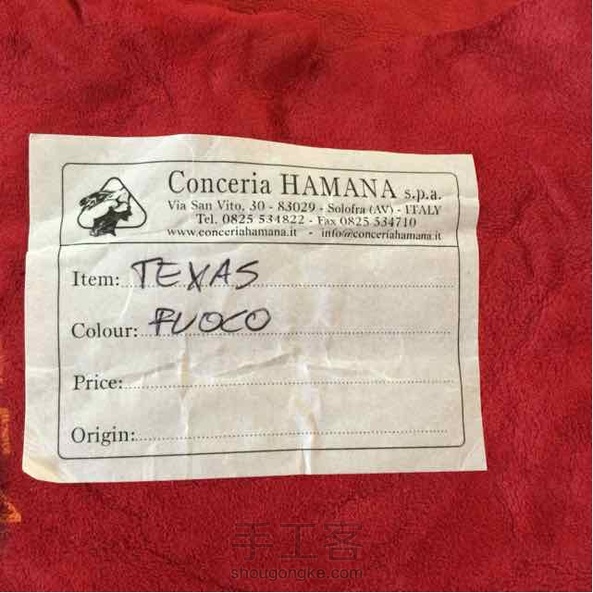 Conceria HAMANA s.p.a.
Via San Vito, 30 - 83029 - Solofra (AV) - ITALY
Tel. 0825 534822 - Fax 0825 534710
www.conceriahamana.it - info@conceriahamana.it
Item: TEXAS
Colour: FUOCO
Price:
Origin:
手工客
shougongke.com